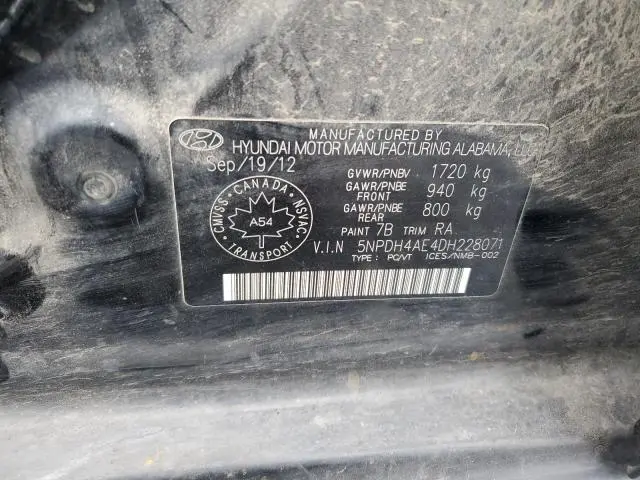 MANUFACTURED BY
HYUNDAI MOTOR MANUFACTURING ALABAMA, LLC
Sep/19/12
GVWR/PNBV 1720 kg
GAWR/PNBE FRONT 940 kg
GAWR/PNBE REAR 800 kg
PAINT 7B TRIM RA
V.I.N 5NPDH4AE4DH228071
TYPE : PC/VT ICES/NMB-002
CANADA
CMVSS NSVAC
A54
TRANSPORT